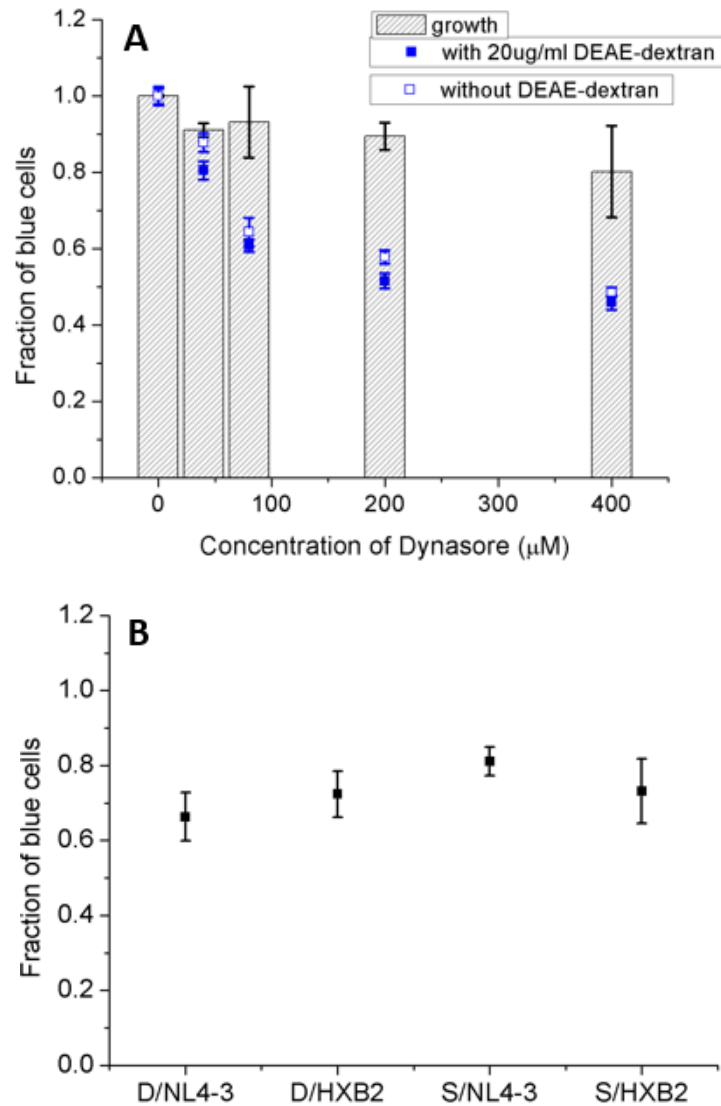 A
growth
with 20ug/ml DEAE-dextran
without DEAE-dextran
1.2
1.0
0.8
0.6
0.4
0.2
0.0
Fraction of blue cells
0 100 200 300 400
Concentration of Dynasore (μM)
B
1.2
1.0
0.8
0.6
0.4
0.2
0.0
Fraction of blue cells
D/NL4-3 D/HXB2 S/NL4-3 S/HXB2